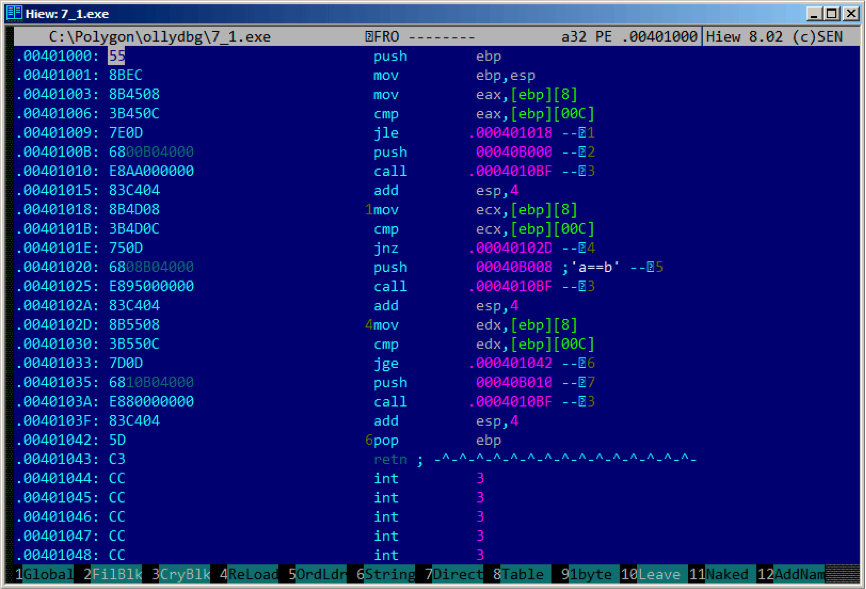 Hiew: 7_1.exe
C:\Polygon\ollydbg\7_1.exe FRO -------- a32 PE .00401000|Hiew 8.02 (c)SEN
.00401000: 55 push ebp
.00401001: 8BEC mov ebp,esp
.00401003: 8B4508 mov eax,[ebp][8]
.00401006: 3B450C cmp eax,[ebp][00C]
.00401009: 7E0D jle .000401018 --1
.0040100B: 6800B04000 push 00040B000 --2
.00401010: E8AA000000 call .0004010BF --3
.00401015: 83C404 add esp,4
.00401018: 8B4D08 1mov ecx,[ebp][8]
.0040101B: 3B4D0C cmp ecx,[ebp][00C]
.0040101E: 750D jnz .00040102D --4
.00401020: 6808B04000 push 00040B008 ;'a==b' --5
.00401025: E895000000 call .0004010BF --3
.0040102A: 83C404 add esp,4
.0040102D: 8B5508 4mov edx,[ebp][8]
.00401030: 3B550C cmp edx,[ebp][00C]
.00401033: 7D0D jge .000401042 --6
.00401035: 6810B04000 push 00040B010 --7
.0040103A: E880000000 call .0004010BF --3
.0040103F: 83C404 add esp,4
.00401042: 5D 6pop ebp
.00401043: C3 retn ; -^-^-^-^-^-^-^-^-^-^-^-^-^-^-^-
.00401044: CC int 3
.00401045: CC int 3
.00401046: CC int 3
.00401047: CC int 3
.00401048: CC int 3
1Global 2FilBlk 3CryBlk 4ReLoad 5OrdLdr 6String 7Direct 8Table 91byte 10Leave 11Naked 12AddNam